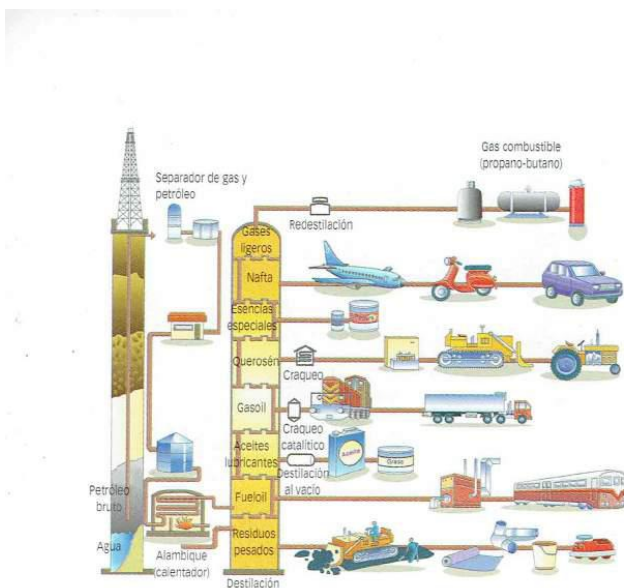 Gas combustible
(propano-butano)
Separador de gas y
petróleo
Redestilación
Gases
ligeros
Nafta
Esencias
especiales
Querosén
Craqueo
Gasoil
Craqueo
catalítico
Aceites
lubricantes
Aceite
Grasa
Destilación
al vacío
Petróleo
bruto
Fueloil
Agua
Alambique
(calentador)
Residuos
pesados
Destilación